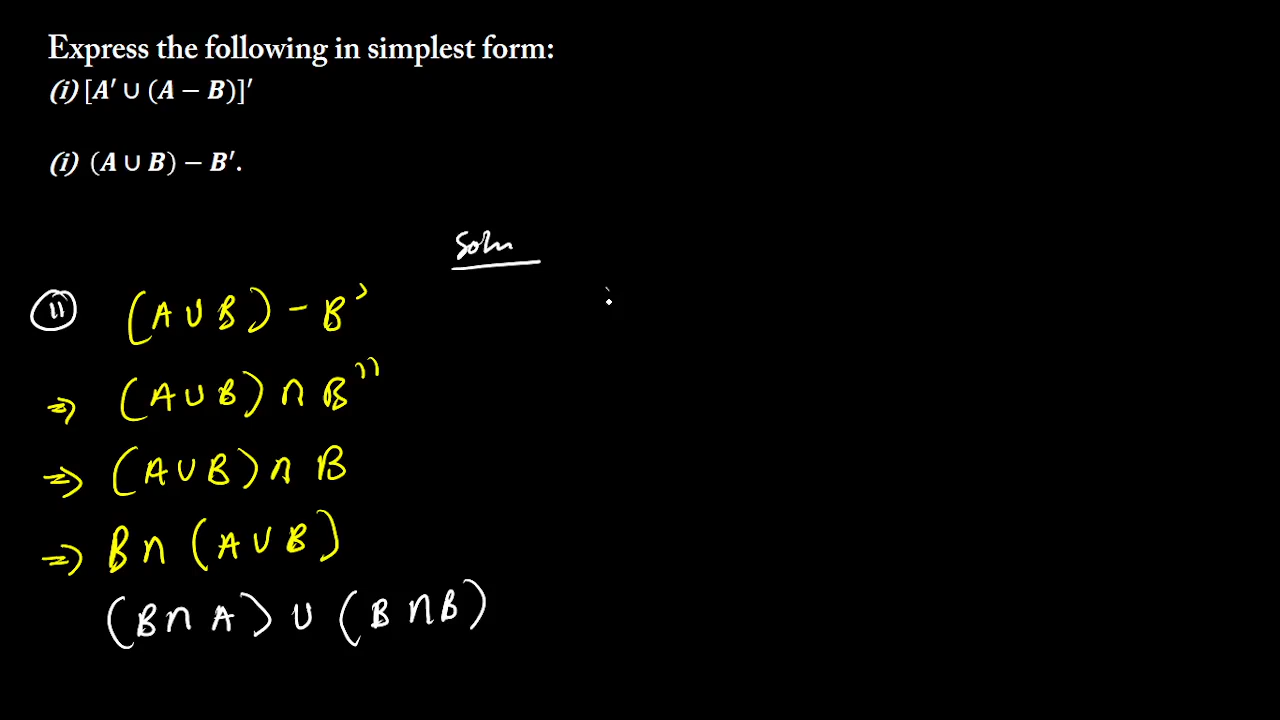 Express the following in simplest form:
(i) [A′ ∪ (A − B)]′
(i) (A ∪ B) − B′.
Soln
(ii) (A ∪ B) − B'
⇒ (A ∪ B) ∩ B''
⇒ (A ∪ B) ∩ B
⇒ B ∩ (A ∪ B)
(B ∩ A) ∪ (B ∩ B)